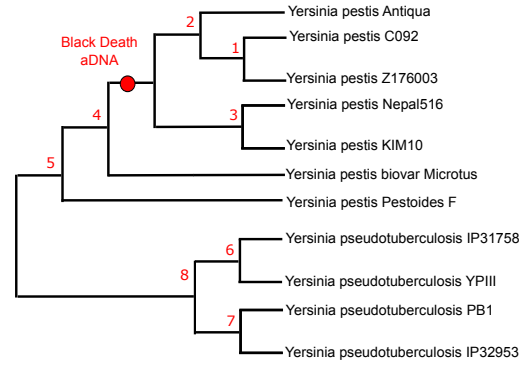 Yersinia pestis Antiqua
2
Yersinia pestis C092
Black Death
aDNA
1
Yersinia pestis Z176003
Yersinia pestis Nepal516
3
4
Yersinia pestis KIM10
5
Yersinia pestis biovar Microtus
Yersinia pestis Pestoides F
Yersinia pseudotuberculosis IP31758
6
8
Yersinia pseudotuberculosis YPIII
Yersinia pseudotuberculosis PB1
7
Yersinia pseudotuberculosis IP32953